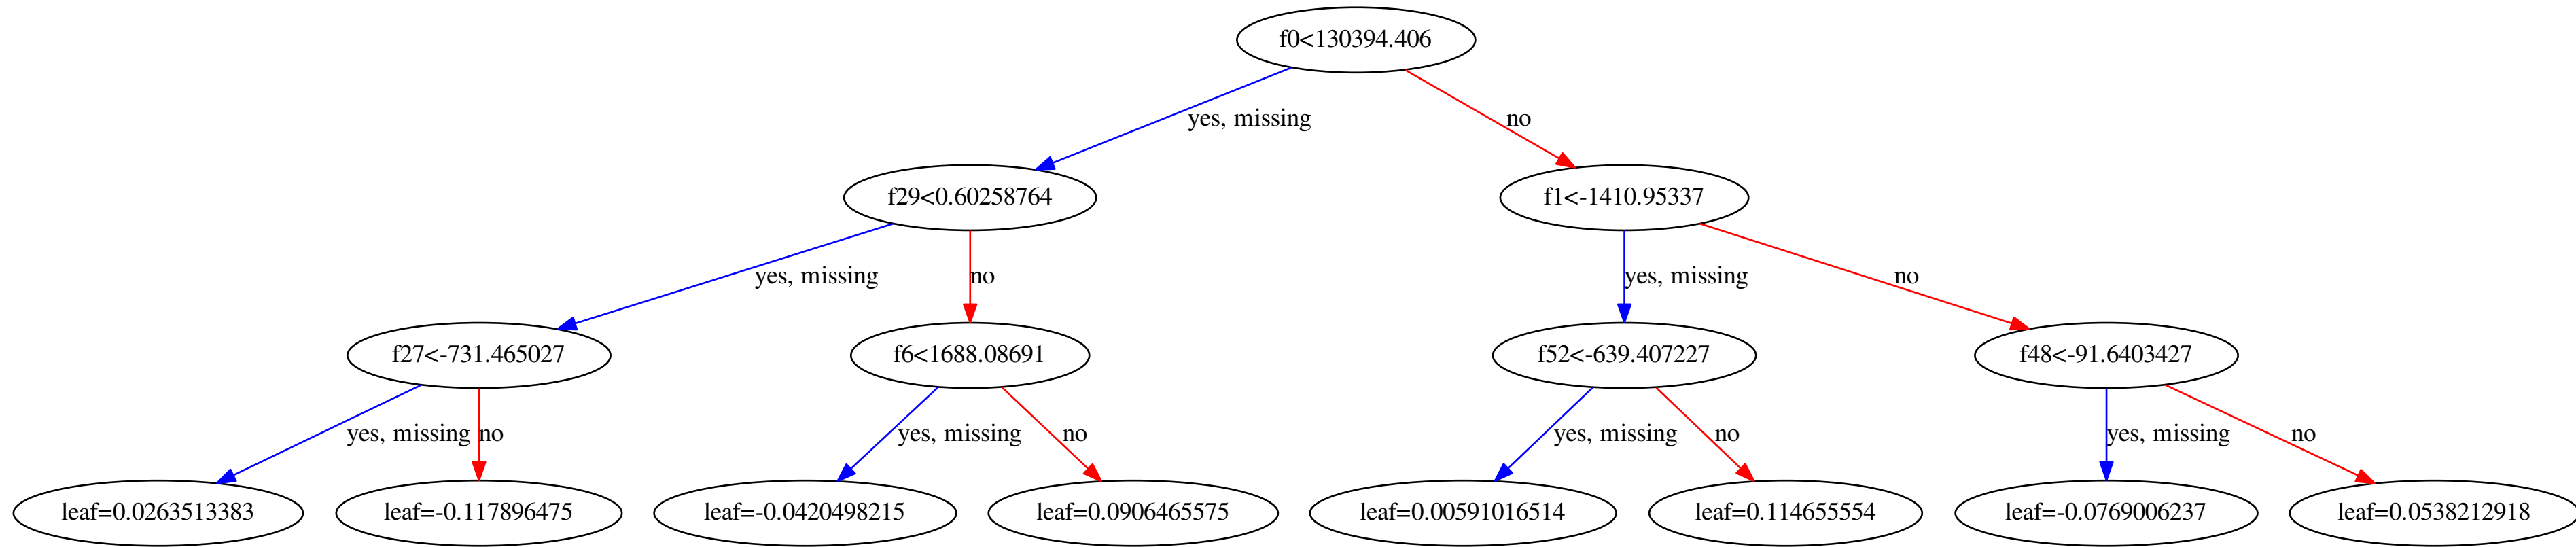 f0<130394.406
yes, missing
no
f29<0.60258764
f1<-1410.95337
yes, missing
no
yes, missing
no
f27<-731.465027
f6<1688.08691
f52<-639.407227
f48<-91.6403427
yes, missing
no
yes, missing
no
yes, missing
no
yes, missing
no
leaf=0.0263513383
leaf=-0.117896475
leaf=-0.0420498215
leaf=0.0906465575
leaf=0.00591016514
leaf=0.114655554
leaf=-0.0769006237
leaf=0.0538212918